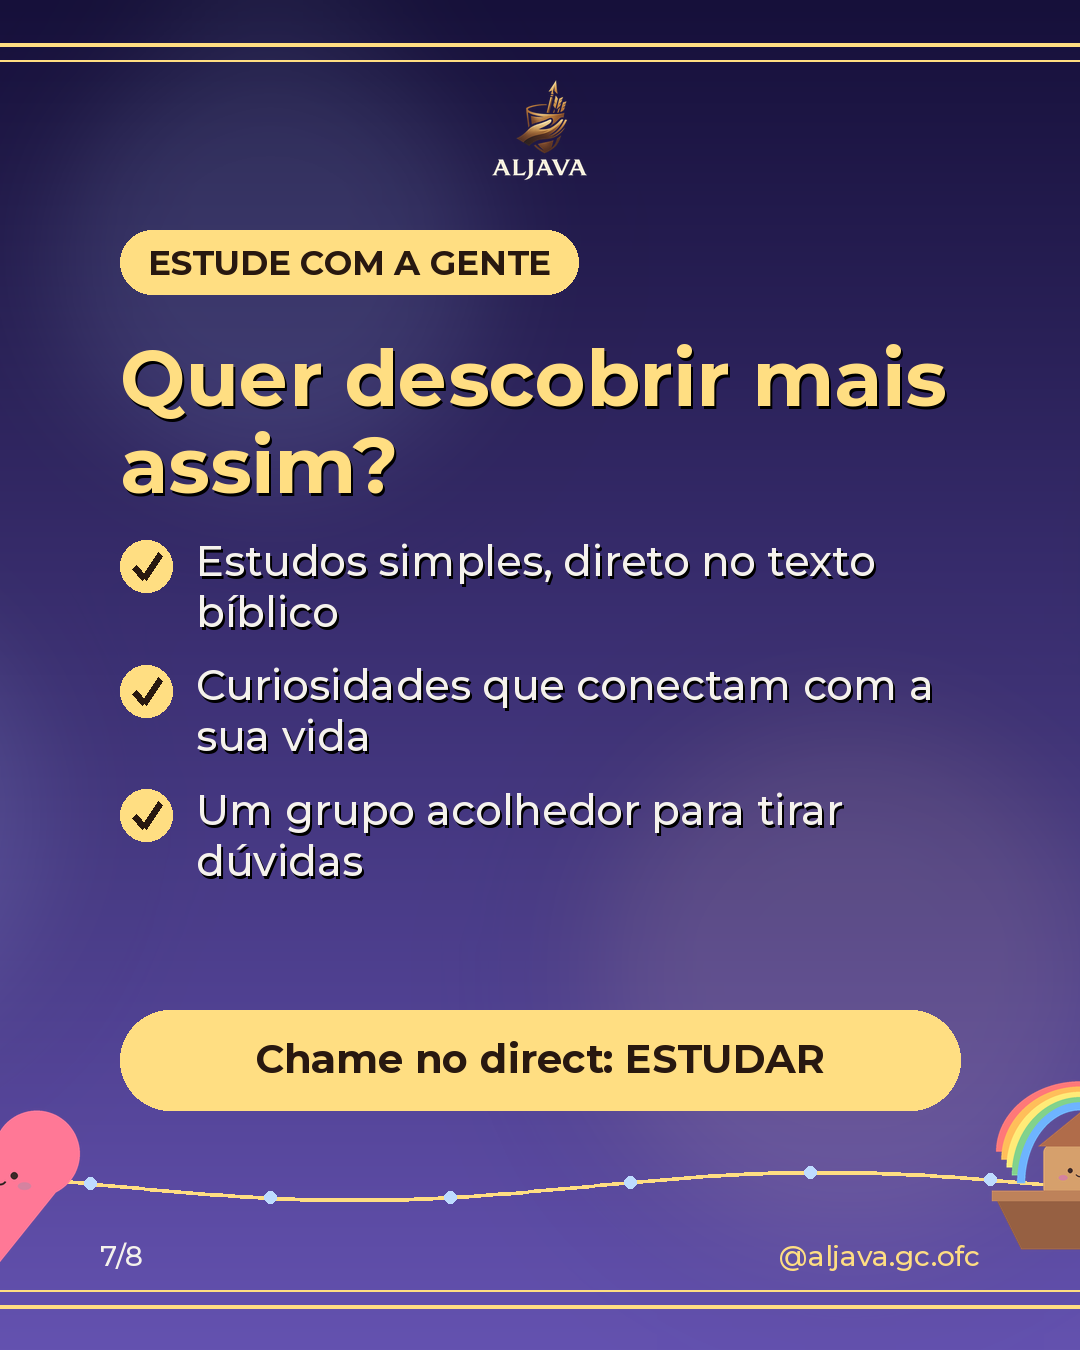 ALJAVA
ESTUDE COM A GENTE
Quer descobrir mais
assim?
Estudos simples, direto no texto
bíblico
Curiosidades que conectam com a
sua vida
Um grupo acolhedor para tirar
dúvidas
Chame no direct: ESTUDAR
7/8
@aljava.gc.ofc